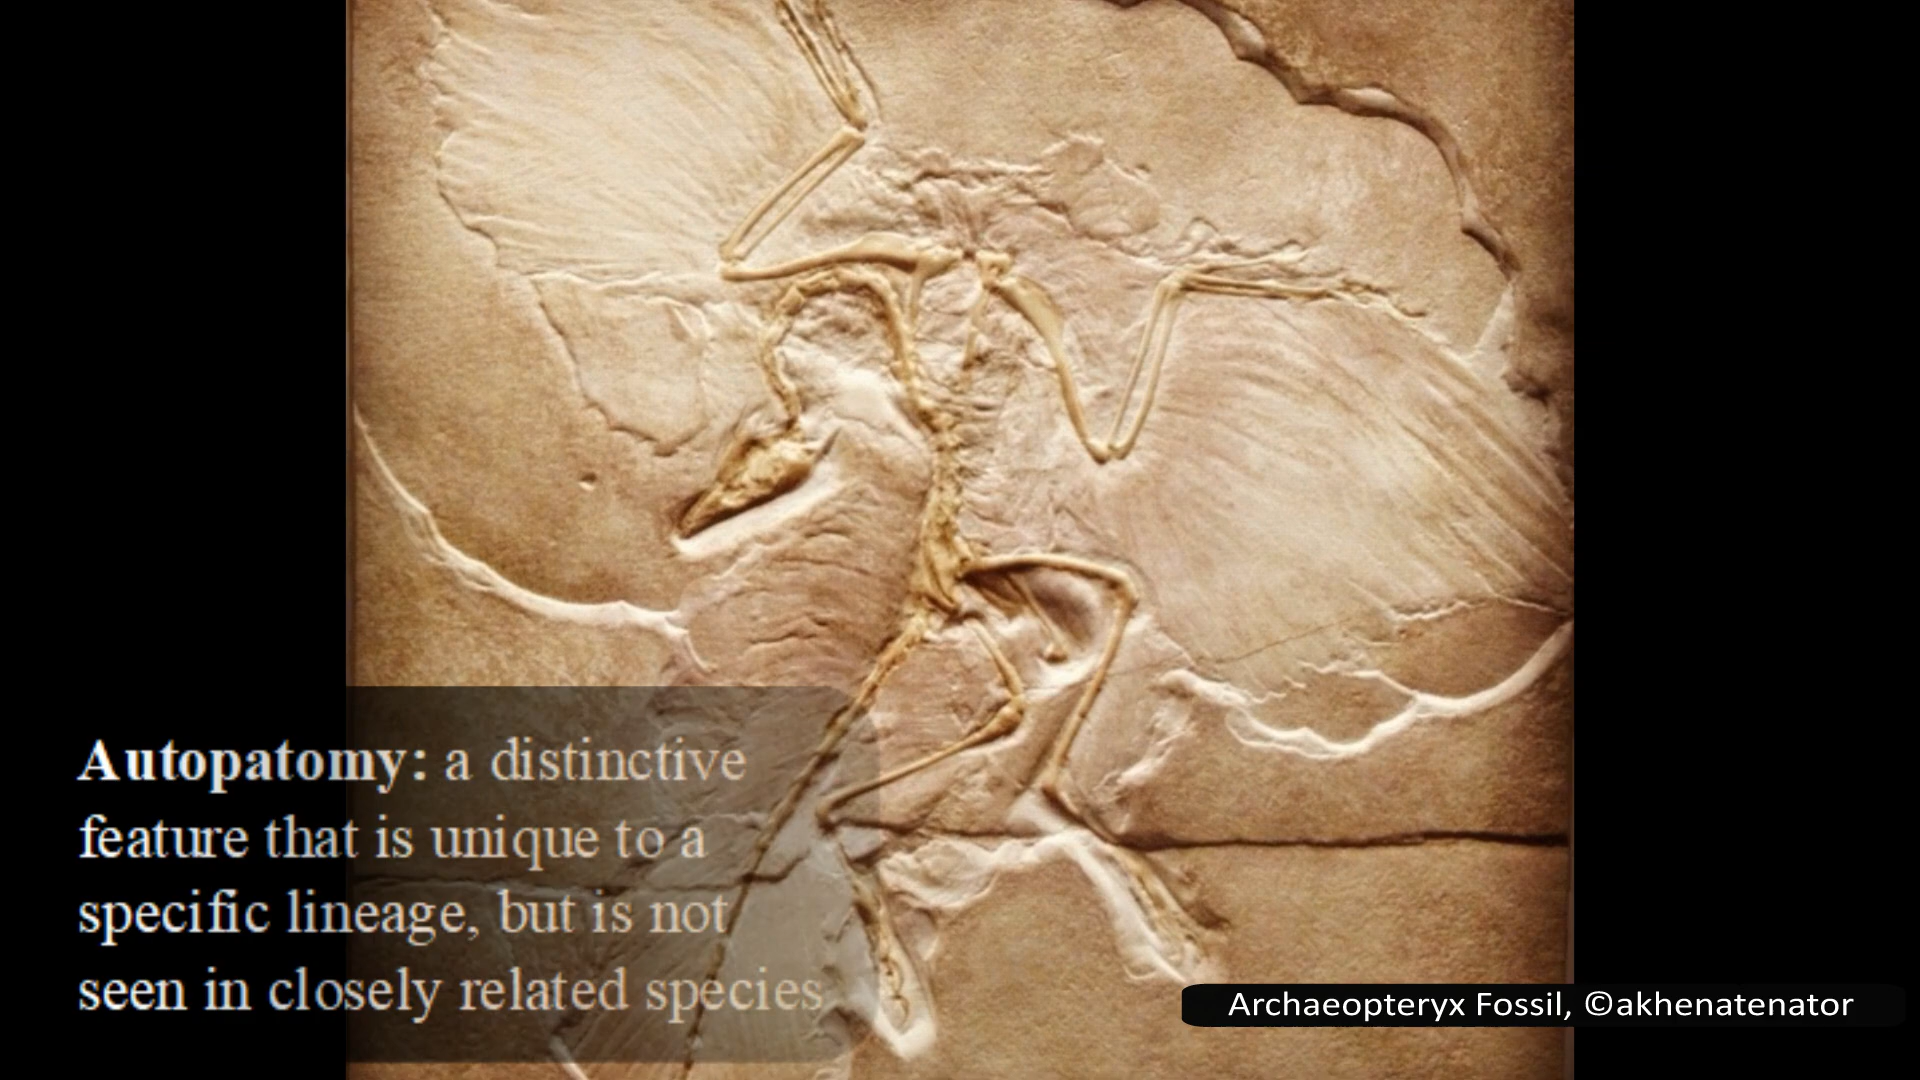 Autopatomy: a distinctive
feature that is unique to a
specific lineage, but is not
seen in closely related species
Archaeopteryx Fossil, ©akhenatenator